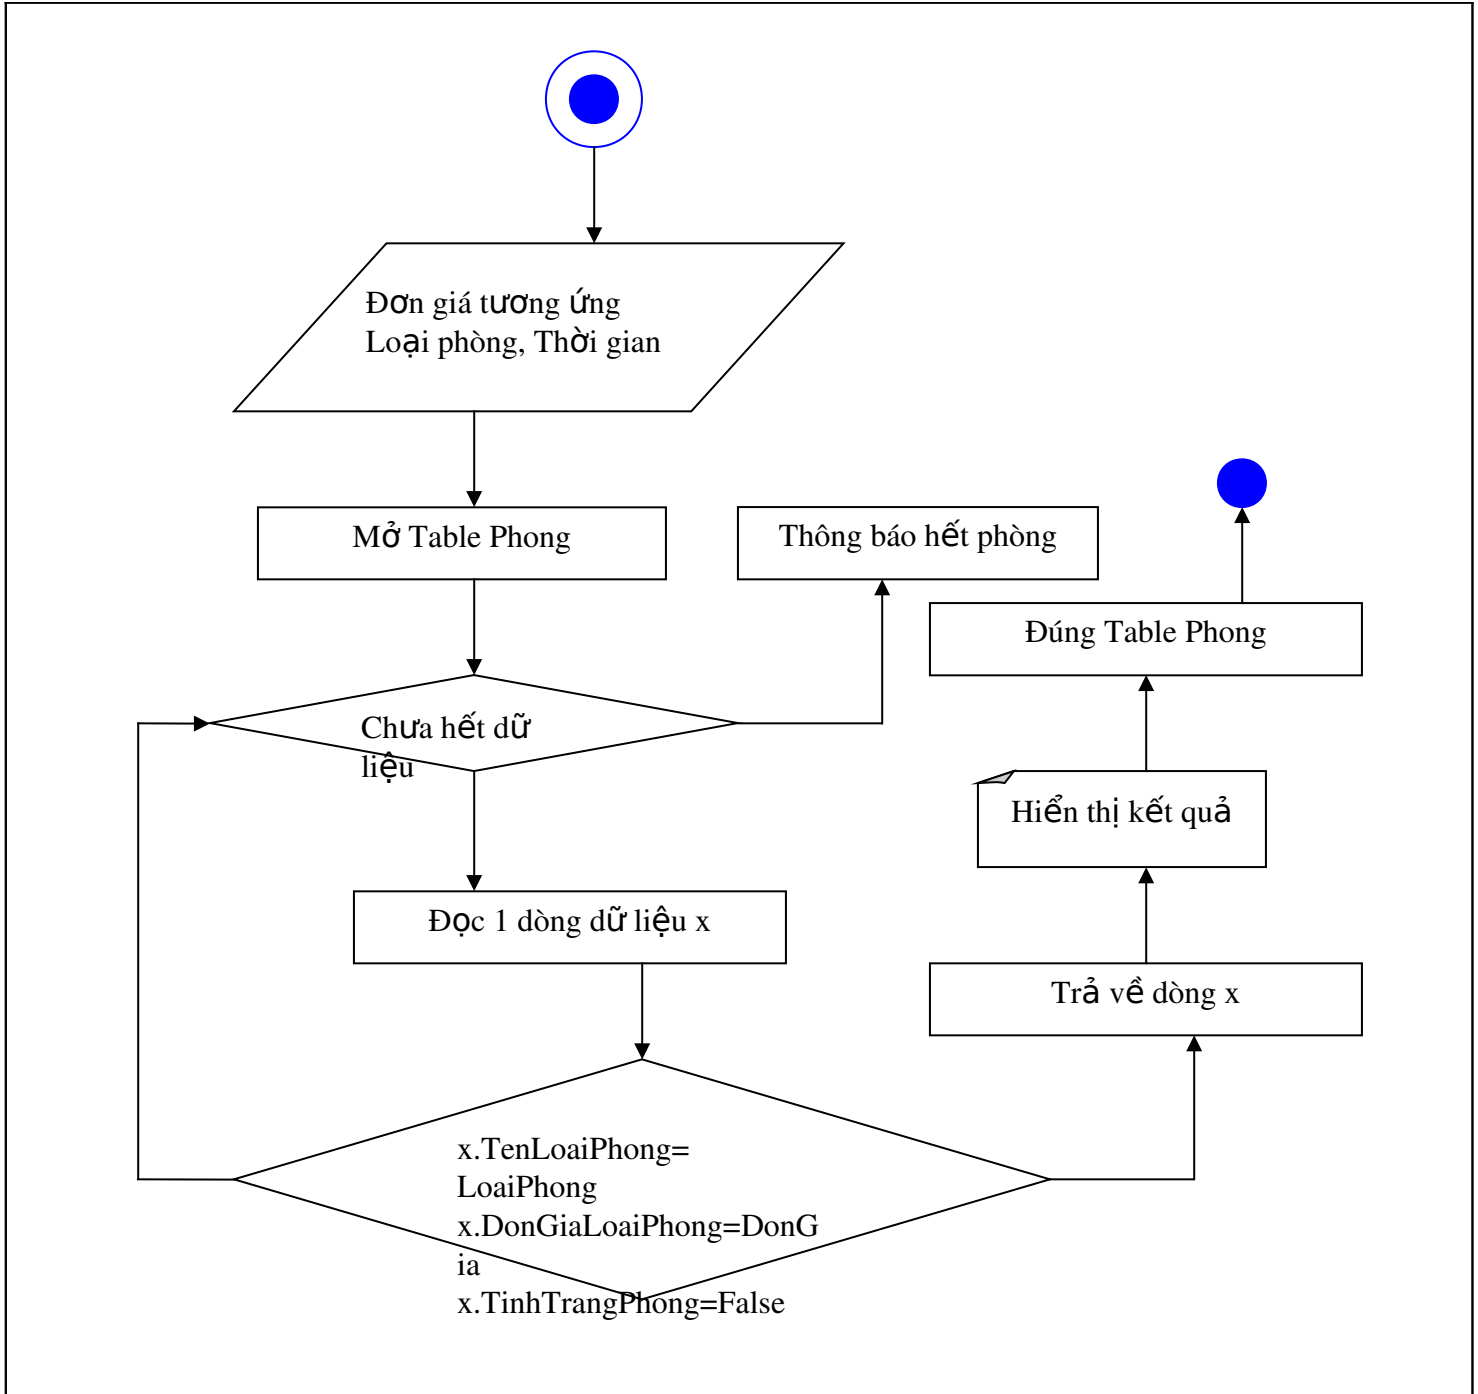 Đơn giá tương ứng
Loại phòng, Thời gian
Mở Table Phong
Thông báo hết phòng
Đúng Table Phong
Chưa hết dữ
liệu
Hiển thị kết quả
Đọc 1 dòng dữ liệu x
Trả về dòng x
x.TenLoaiPhong=
LoaiPhong
x.DonGiaLoaiPhong=DonG
ia
x.TinhTrangPhong=False